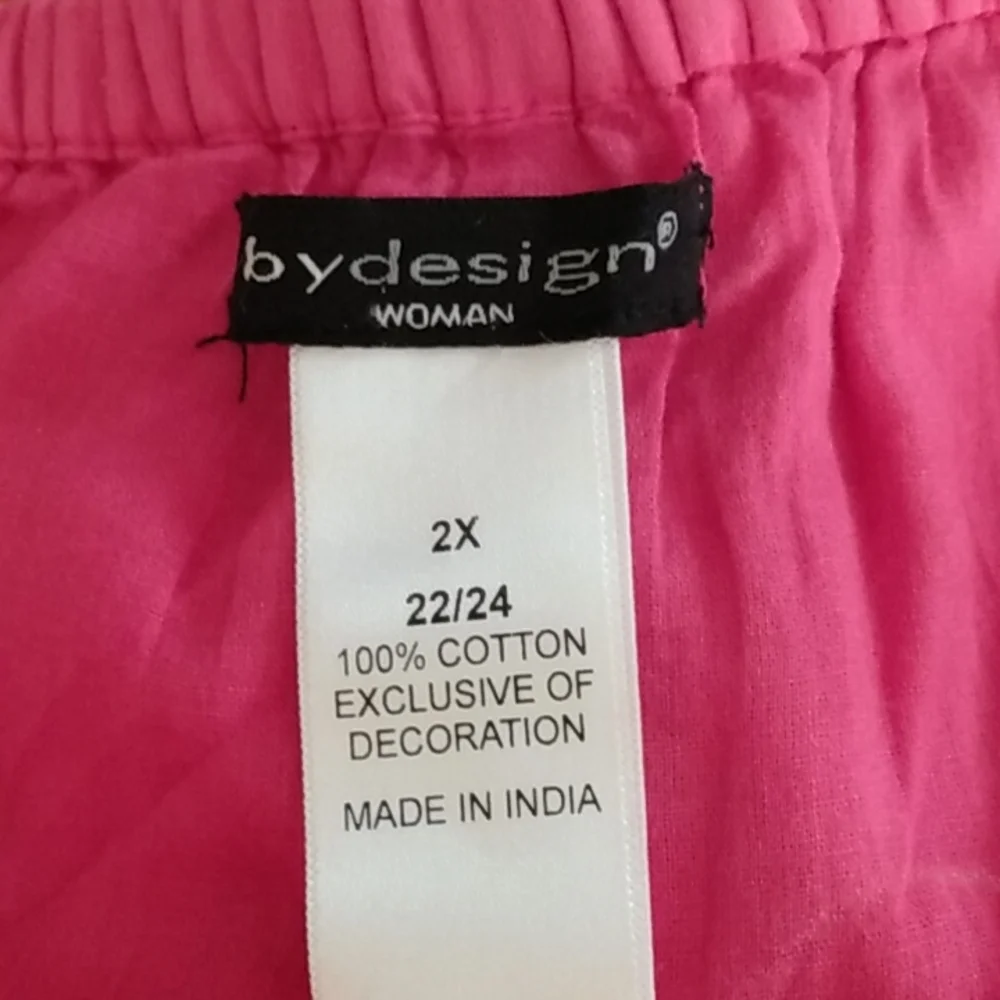 bydesign®
WOMAN
2X
22/24
100% COTTON
EXCLUSIVE OF
DECORATION
MADE IN INDIA